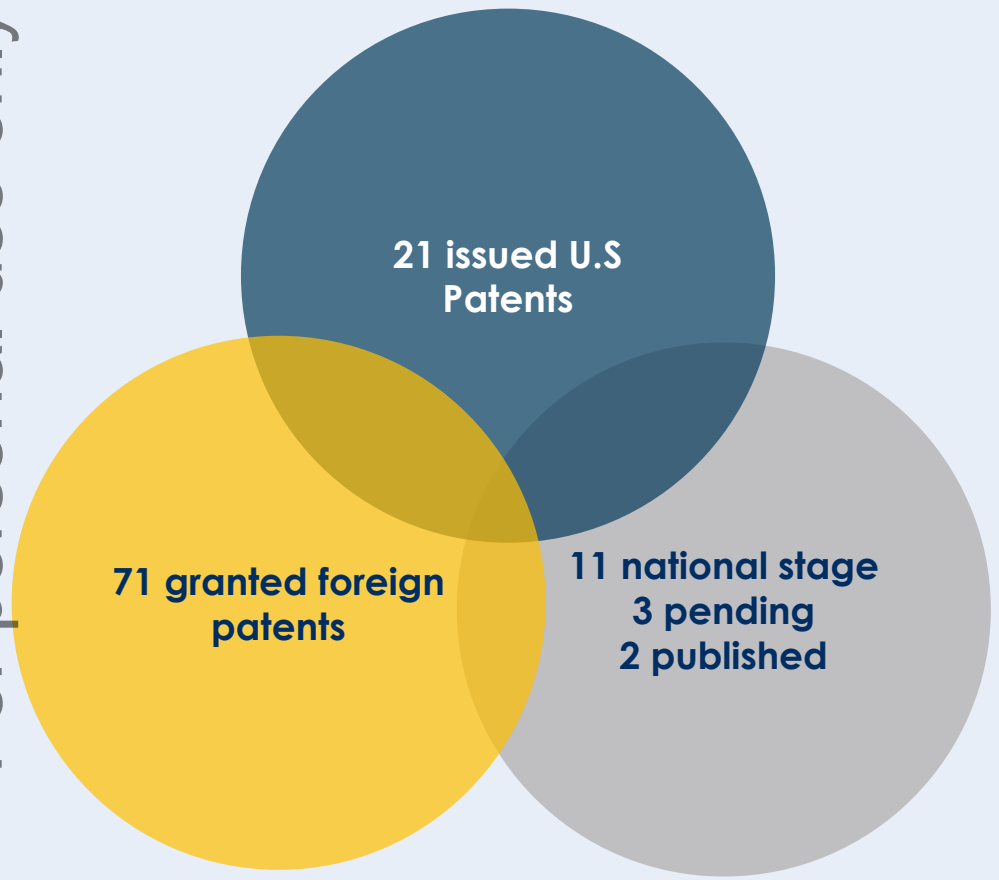 21 issued U.S
Patents
71 granted foreign
patents
11 national stage
3 pending
2 published